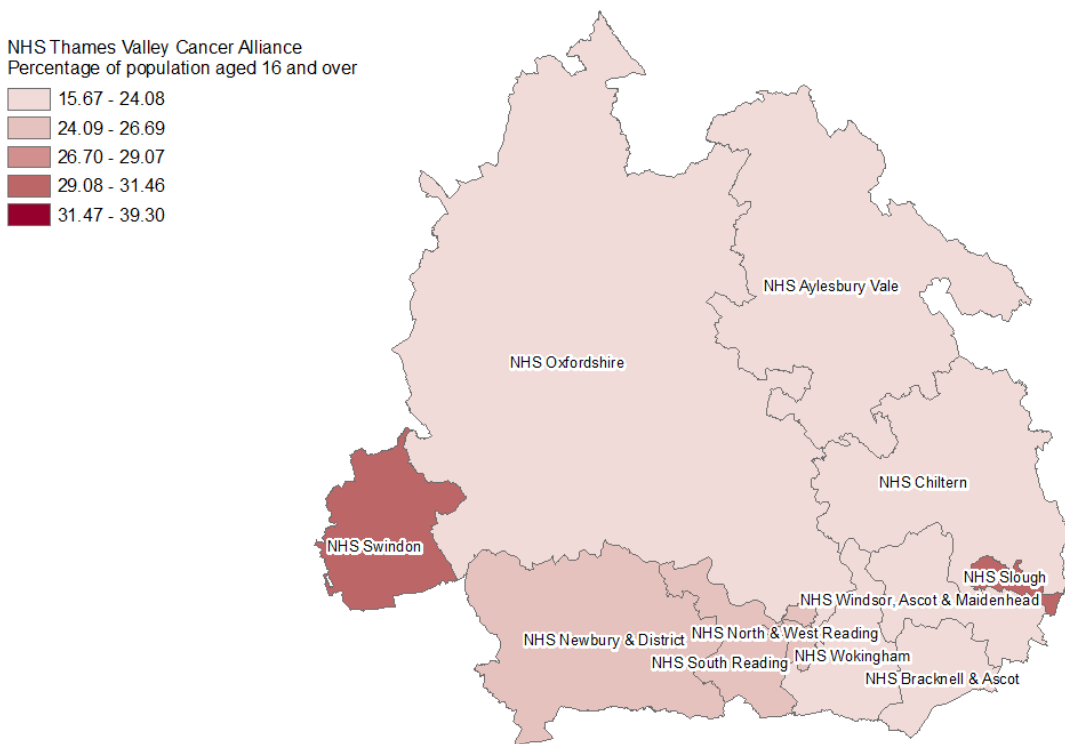 NHS Thames Valley Cancer Alliance
Percentage of population aged 16 and over
15.67 - 24.08
24.09 - 26.69
26.70 - 29.07
29.08 - 31.46
31.47 - 39.30
NHS Aylesbury Vale
NHS Oxfordshire
NHS Chiltern
NHS Swindon
NHS Slough
NHS Windsor, Ascot & Maidenhead
NHS Newbury & District
NHS North & West Reading
NHS South Reading
NHS Wokingham
NHS Bracknell & Ascot